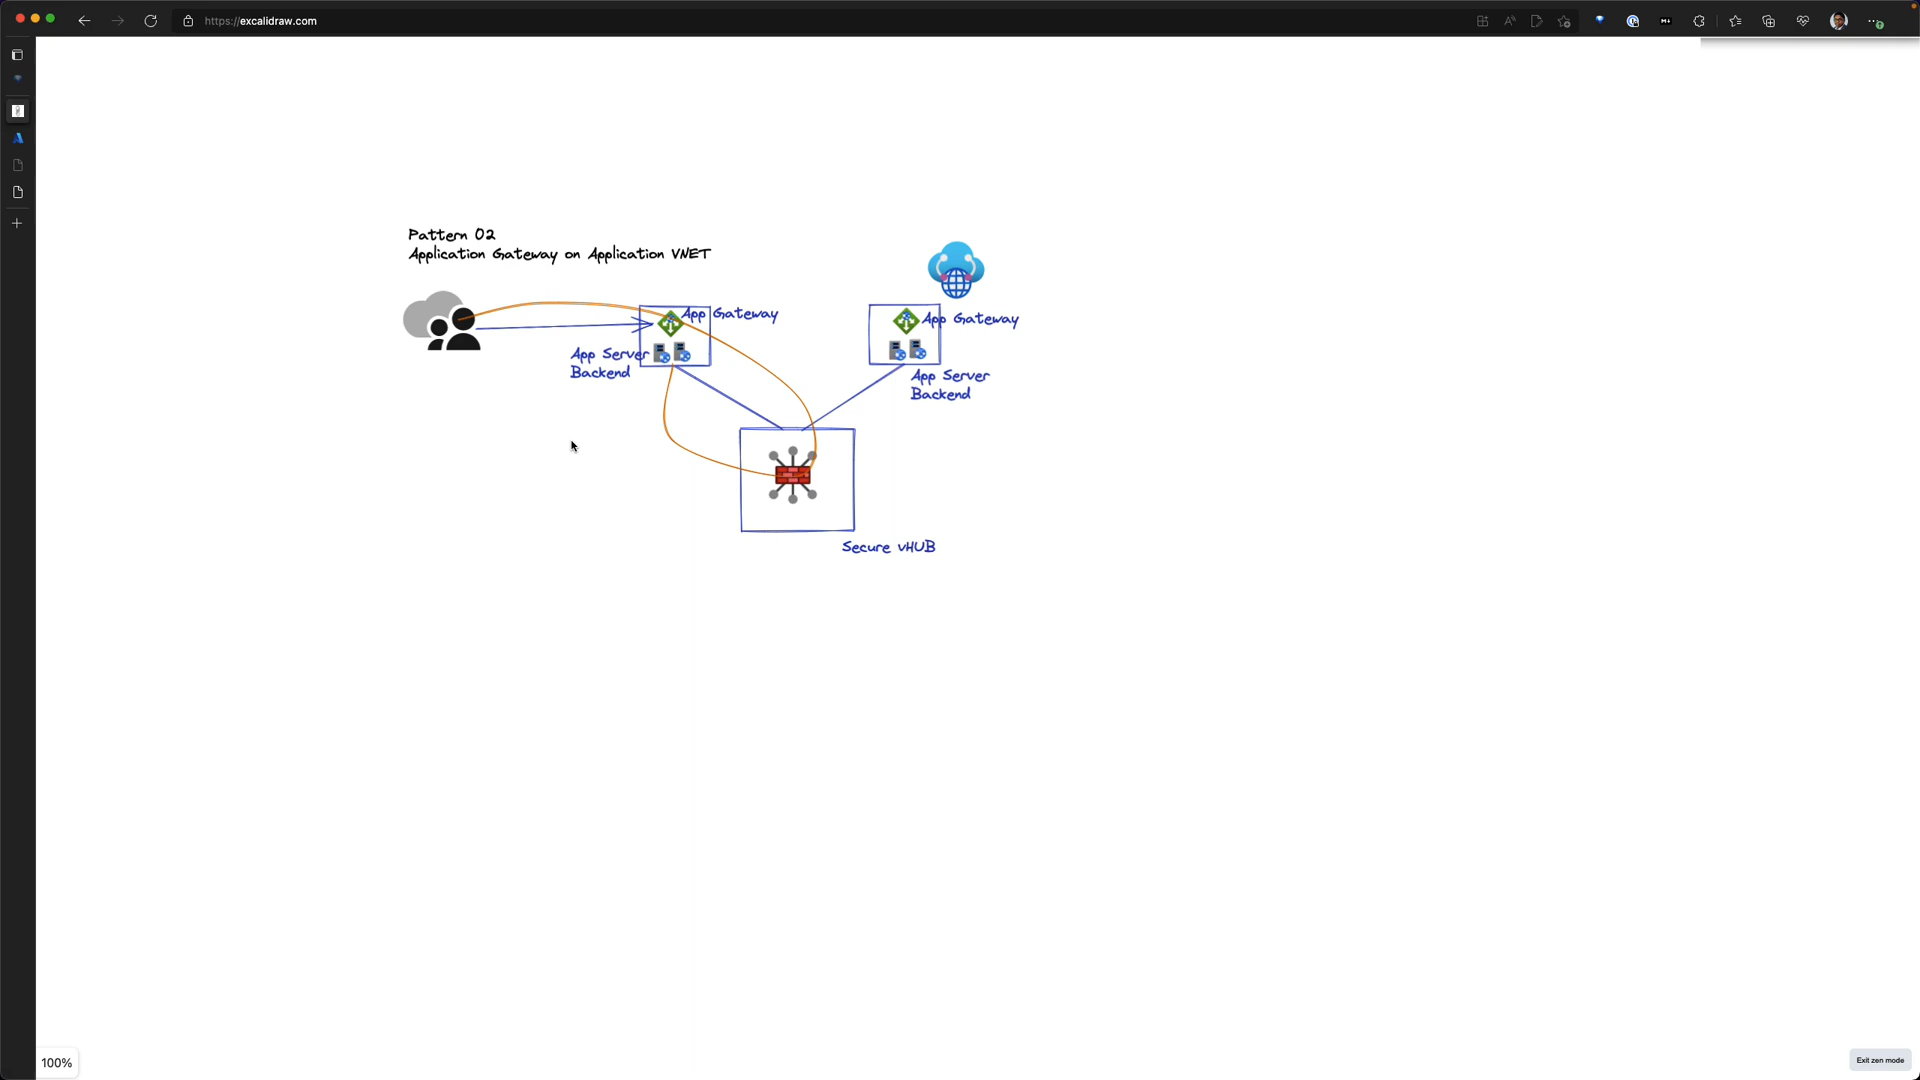 https://excalidraw.com
Pattern 02
Application Gateway on Application VNET
App Gateway
App Server
Backend
App Gateway
App Server
Backend
Secure vHUB
100%
Exit zen mode